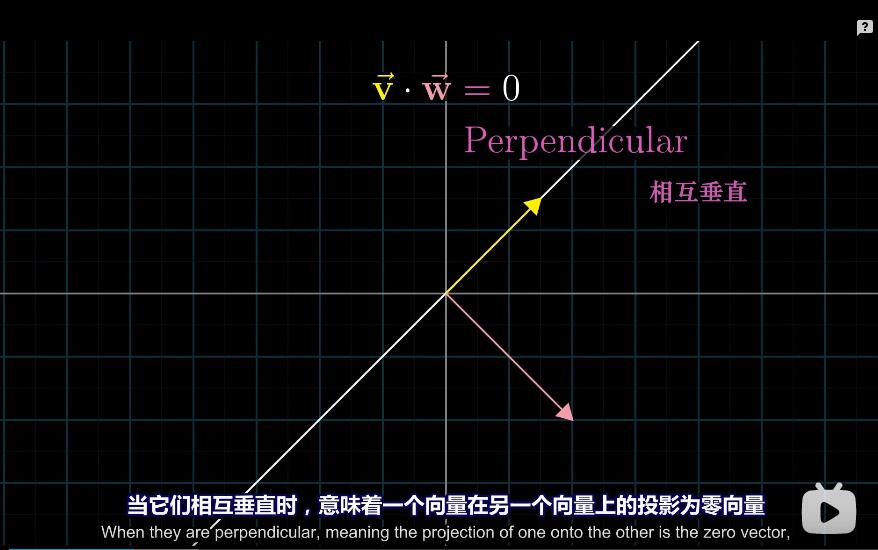 ?
v⃗ · w⃗ = 0
Perpendicular
相互垂直
当它们相互垂直时，意味着一个向量在另一个向量上的投影为零向量
When they are perpendicular, meaning the projection of one onto the other is the zero vector,